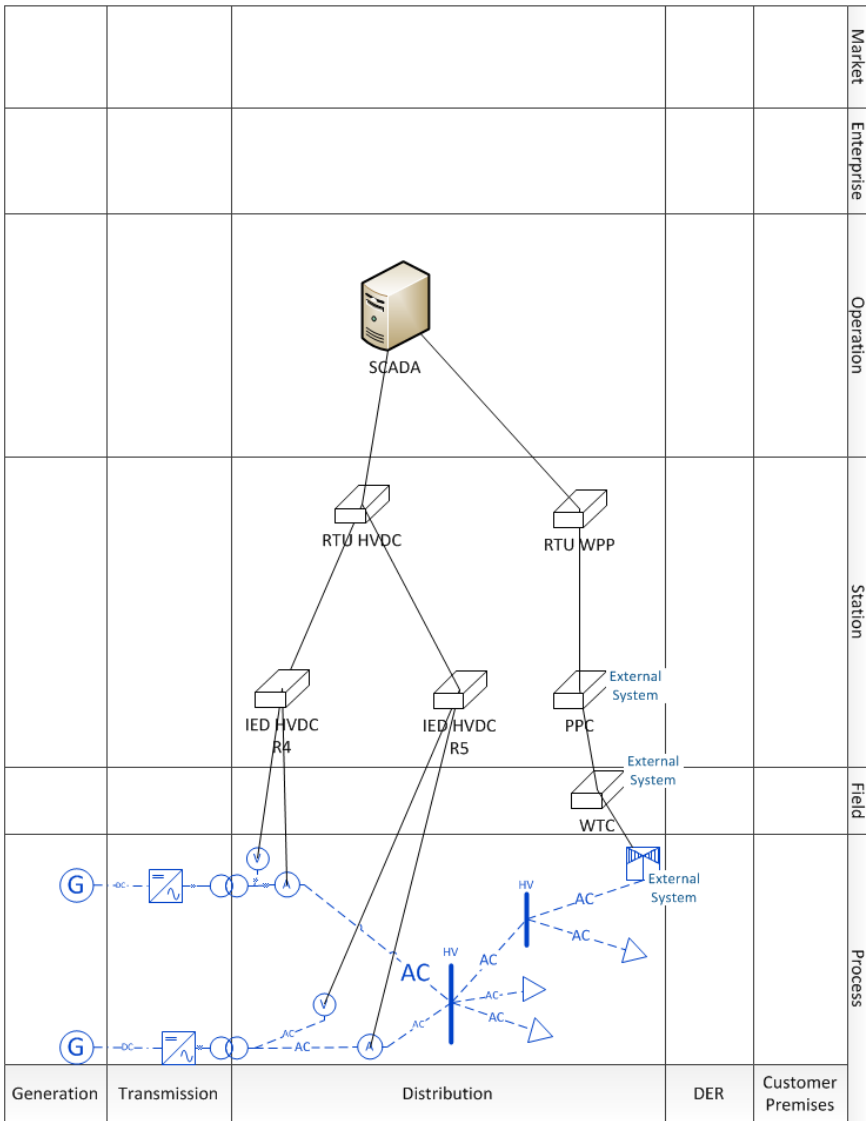 Market
Enterprise
Operation
SCADA
RTU HVDC
RTU WPP
Station
IED HVDC
R4
IED HVDC
R5
PPC
External
System
External
System
WTC
Field
V
G
DC
A
External
System
HV
AC
AC
AC
HV
AC
AC
AC
V
AC
AC
G
DC
AC
A
Process
Generation
Transmission
Distribution
DER
Customer
Premises